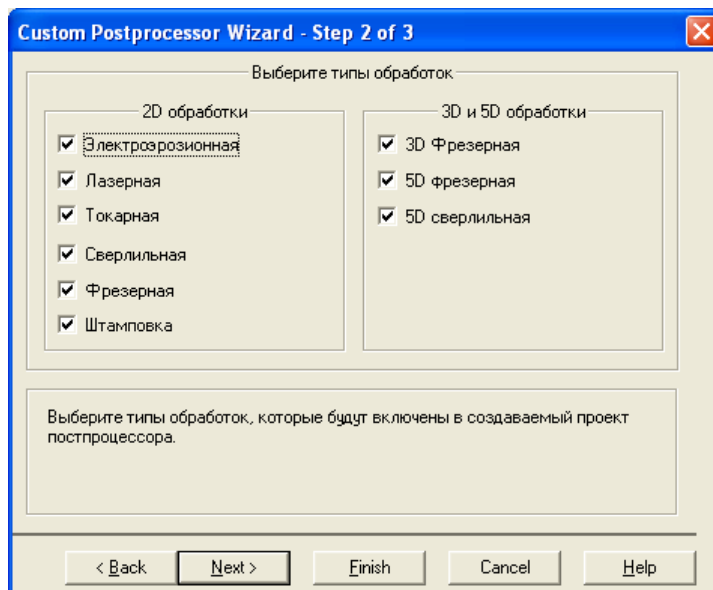 Custom Postprocessor Wizard - Step 2 of 3
Выберите типы обработок
2D обработки
Электроэрозионная
Лазерная
Токарная
Сверлильная
Фрезерная
Штамповка
3D и 5D обработки
3D Фрезерная
5D фрезерная
5D сверлильная
Выберите типы обработок, которые будут включены в создаваемый проект
постпроцессора.
< Back
Next >
Finish
Cancel
Help